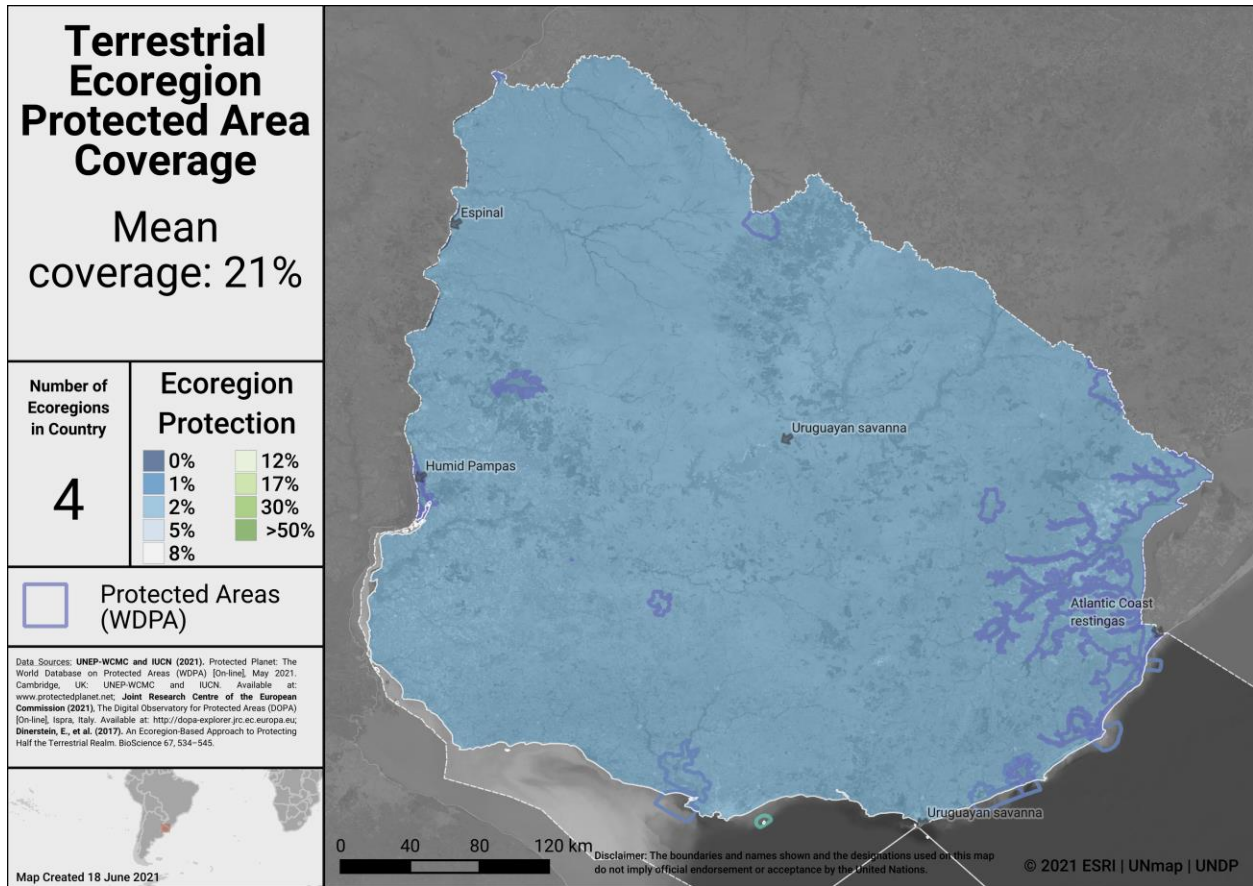 Terrestrial
Ecoregion
Protected Area
Coverage
Mean
coverage: 21%
Number of
Ecoregions
in Country
4
Ecoregion
Protection
0%
1%
2%
5%
8%
12%
17%
30%
>50%
Protected Areas
(WDPA)
Data Sources: UNEP-WCMC and IUCN (2021). Protected Planet: The
World Database on Protected Areas (WDPA) [On-line], May 2021.
Cambridge, UK: UNEP-WCMC and IUCN. Available at:
www.protectedplanet.net; Joint Research Centre of the European
Commission (2021), The Digital Observatory for Protected Areas (DOPA)
[On-line], Ispra, Italy. Available at: http://dopa-explorer.jrc.ec.europa.eu;
Dinerstein, E., et al. (2017). An Ecoregion-Based Approach to Protecting
Half the Terrestrial Realm. BioScience 67, 534–545.
Map Created 18 June 2021
Espinal
Uruguayan savanna
Humid Pampas
Atlantic Coast
restingas
Uruguayan savanna
0 40 80 120 km
Disclaimer: The boundaries and names shown and the designations used on this map
do not imply official endorsement or acceptance by the United Nations.
© 2021 ESRI | UNmap | UNDP